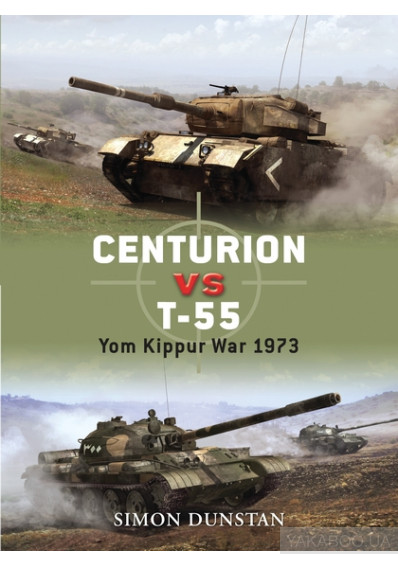 CENTURION
vs
T-55
Yom Kippur War 1973
SIMON DUNSTAN
YAKABOO.UA